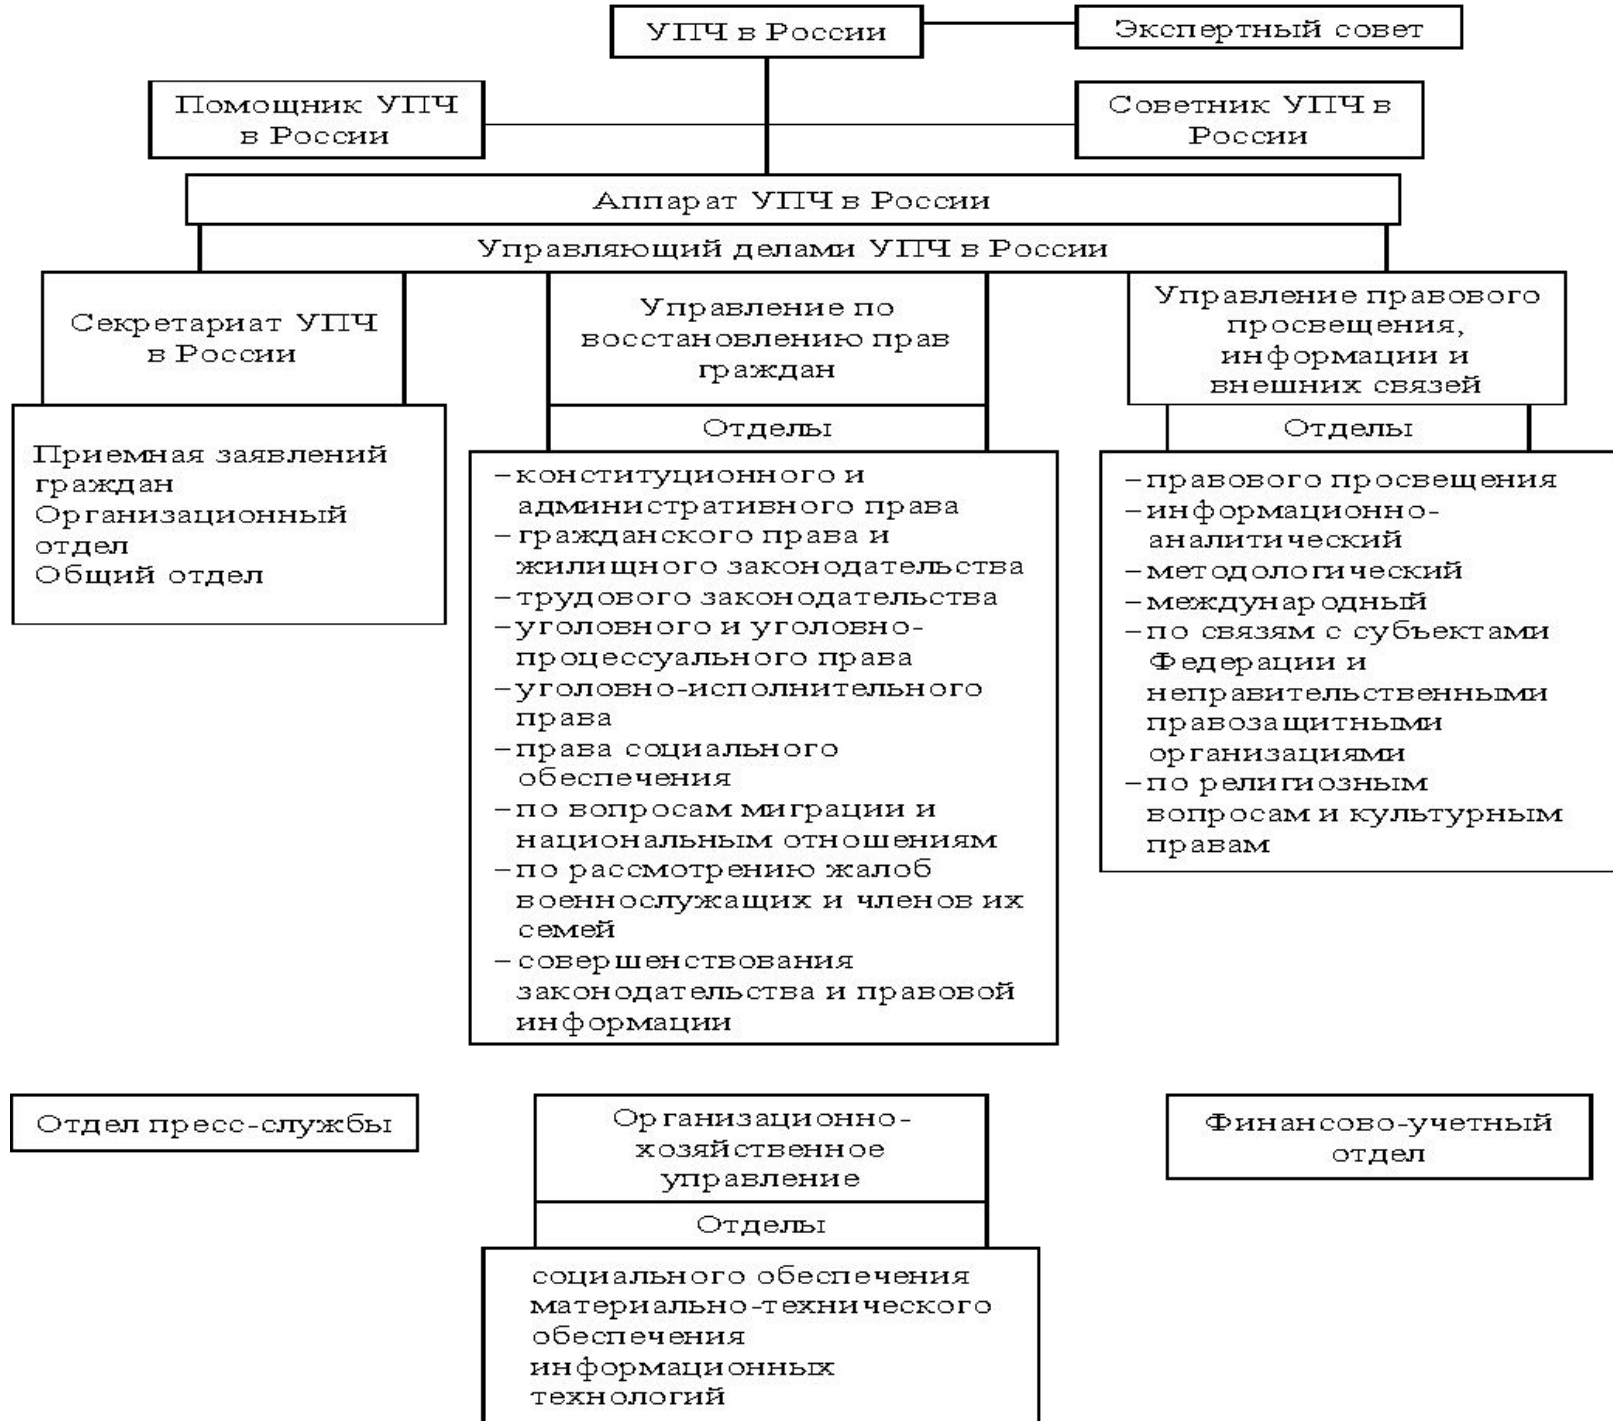 УПЧ в России
Экспертный совет
Помощник УПЧ
в России
Советник УПЧ в
России
Аппарат УПЧ в России
Управляющий делами УПЧ в России
Секретариат УПЧ
в России
Приемная заявлений
граждан
Организационный
отдел
Общий отдел
Управление по
восстановлению прав
граждан
Отделы
–конституционного и
административного права
–гражданского права и
жилищного законодательства
–трудового законодательства
–уголовного и уголовно-
процессуального права
–уголовно-исполнительного
права
–права социального
обеспечения
–по вопросам миграции и
национальным отношениям
–по рассмотрению жалоб
военнослужащих и членов их
семей
–совершенствования
законодательства и правовой
информации
Управление правового
просвещения,
информации и
внешних связей
Отделы
–правового просвещения
–информационно-
аналитический
–методологический
–международный
–по связям с субъектами
Федерации и
неправительственными
правозащитными
организациями
–по религиозным
вопросам и культурным
правам
Отдел пресс-службы
Организационно-
хозяйственное
управление
Отделы
социального обеспечения
материально-технического
обеспечения
информационных
технологий
Финансово-учетный
отдел